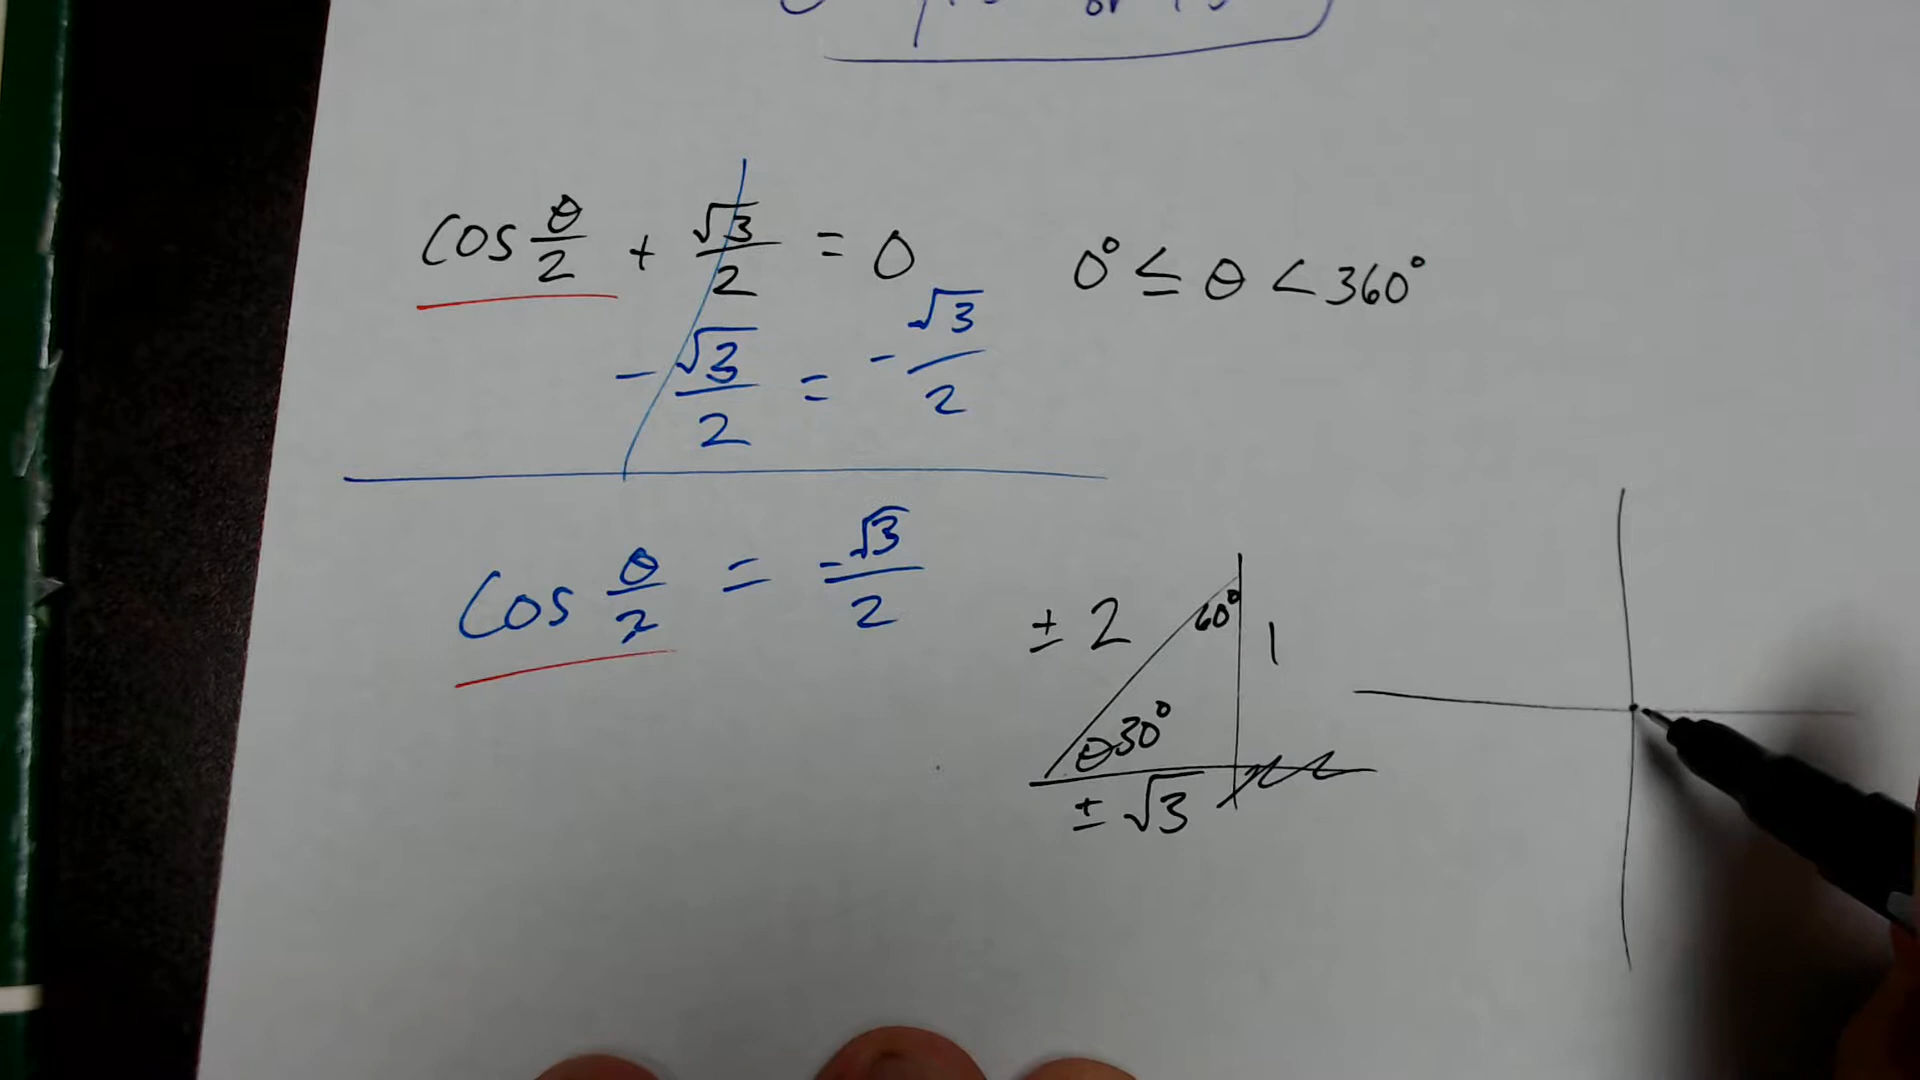 cos θ/2 + √3/2 = 0   0° ≤ θ < 360°
- √3/2 = - √3/2
cos θ/2 = -√3/2
± 2
60°
1
θ 30°
± √3